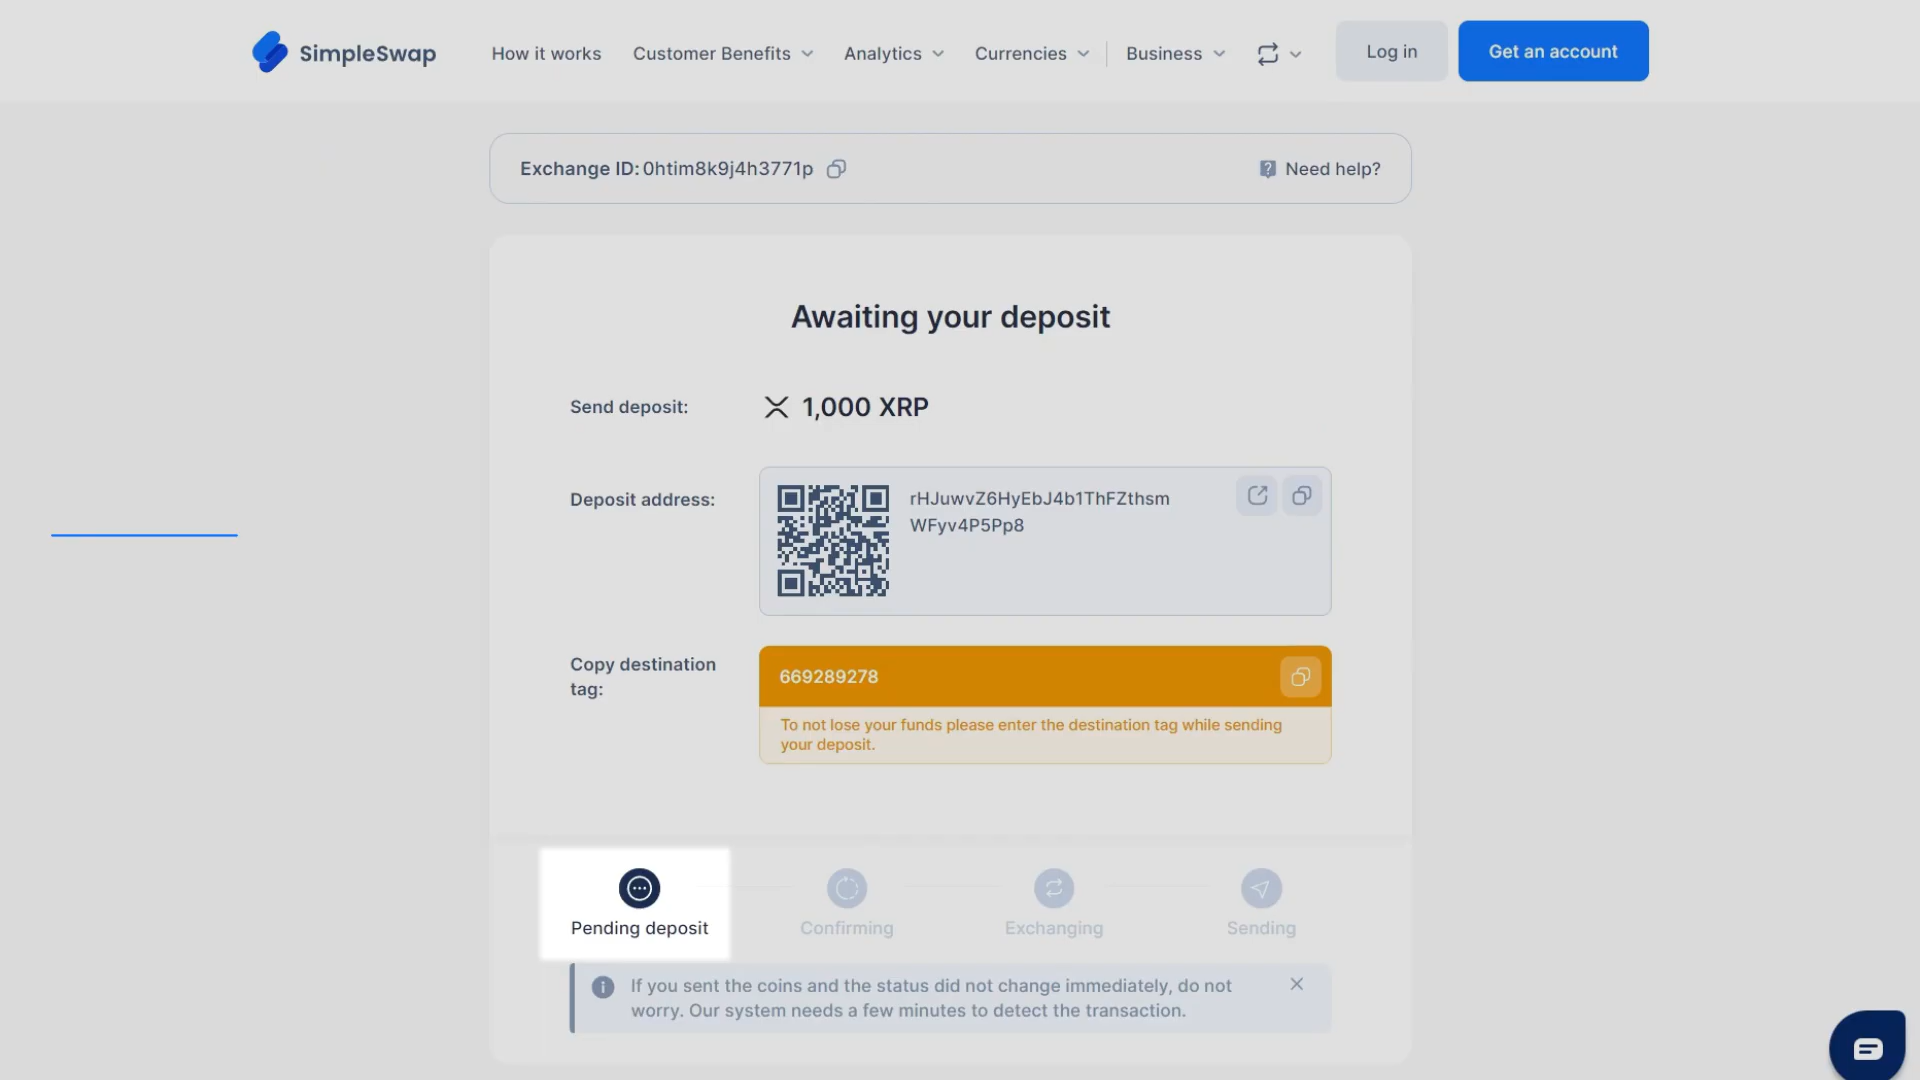 SimpleSwap
How it works
Customer Benefits
Analytics
Currencies
Business
Log in
Get an account
Exchange ID: 0htim8k9j4h3771p
Need help?
Awaiting your deposit
Send deposit:
1,000 XRP
Deposit address:
rHJuwvZ6HyEbJ4b1ThFZthsm
WFyv4P5Pp8
Copy destination
tag:
669289278
To not lose your funds please enter the destination tag while sending
your deposit.
Pending deposit
Confirming
Exchanging
Sending
If you sent the coins and the status did not change immediately, do not
worry. Our system needs a few minutes to detect the transaction.